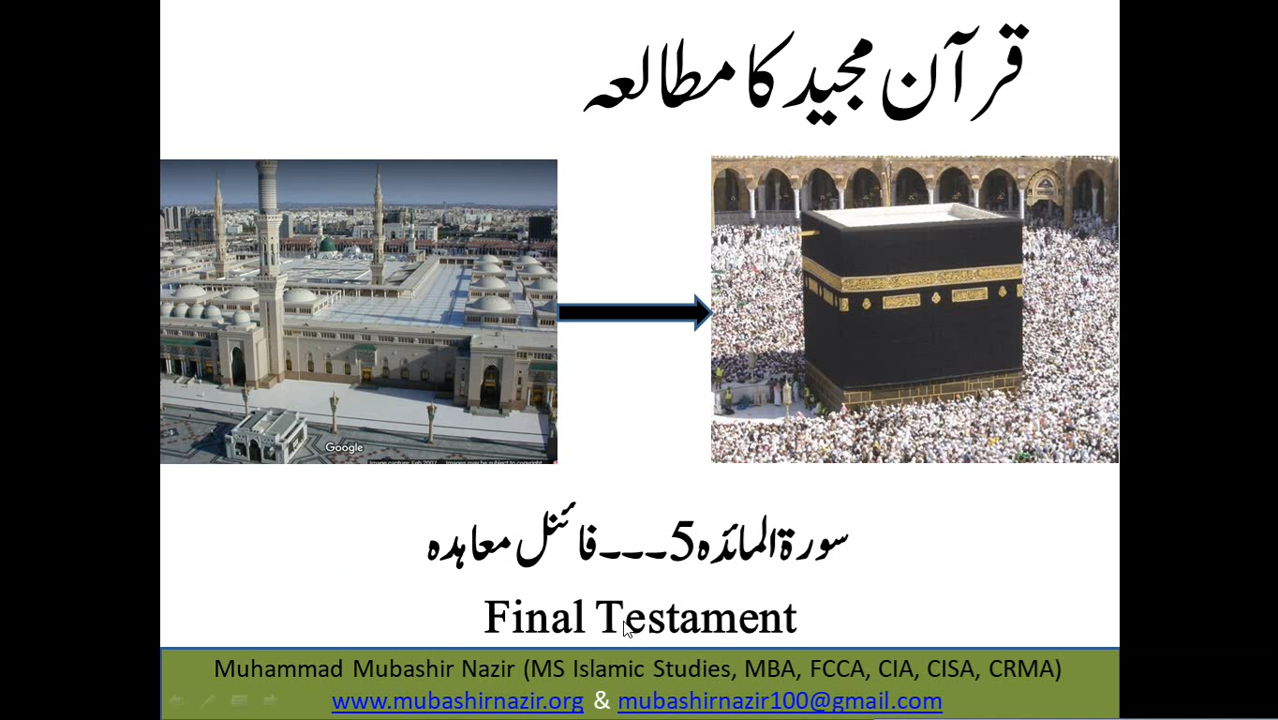 قرآن مجید کا مطالعہ
Google
سورۃ المائدہ 5۔۔۔فائنل معاہدہ
Final Testament
Muhammad Mubashir Nazir (MS Islamic Studies, MBA, FCCA, CIA, CISA, CRMA)
www.mubashirnazir.org & mubashirnazir100@gmail.com